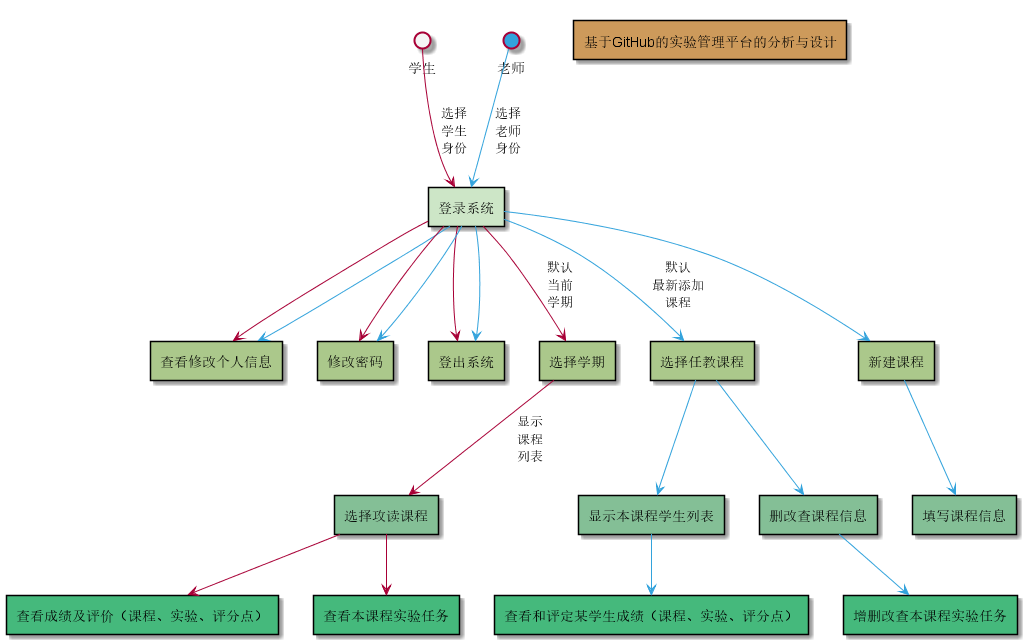 基于GitHub的实验管理平台的分析与设计
学生
老师
选择
学生
身份
选择
老师
身份
登录系统
默认
当前
学期
默认
最新添加
课程
查看修改个人信息
修改密码
登出系统
选择学期
选择任教课程
新建课程
显示
课程
列表
选择攻读课程
显示本课程学生列表
删改查课程信息
填写课程信息
查看成绩及评价（课程、实验、评分点）
查看本课程实验任务
查看和评定某学生成绩（课程、实验、评分点）
增删改查本课程实验任务